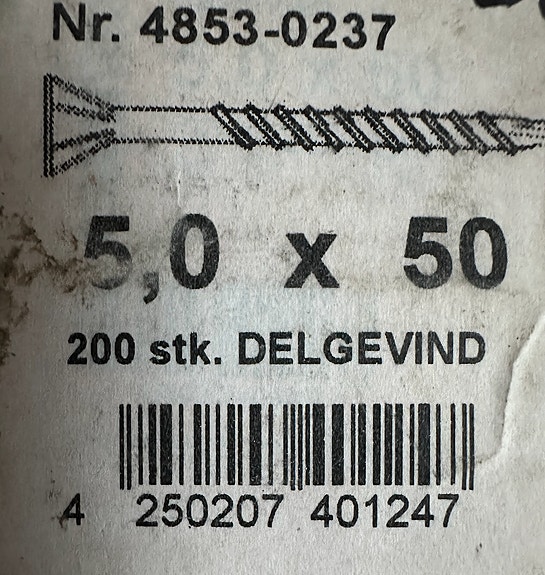 Nr. 4853-0237
5,0 x 50
200 stk. DELGEVIND
4 250207 401247